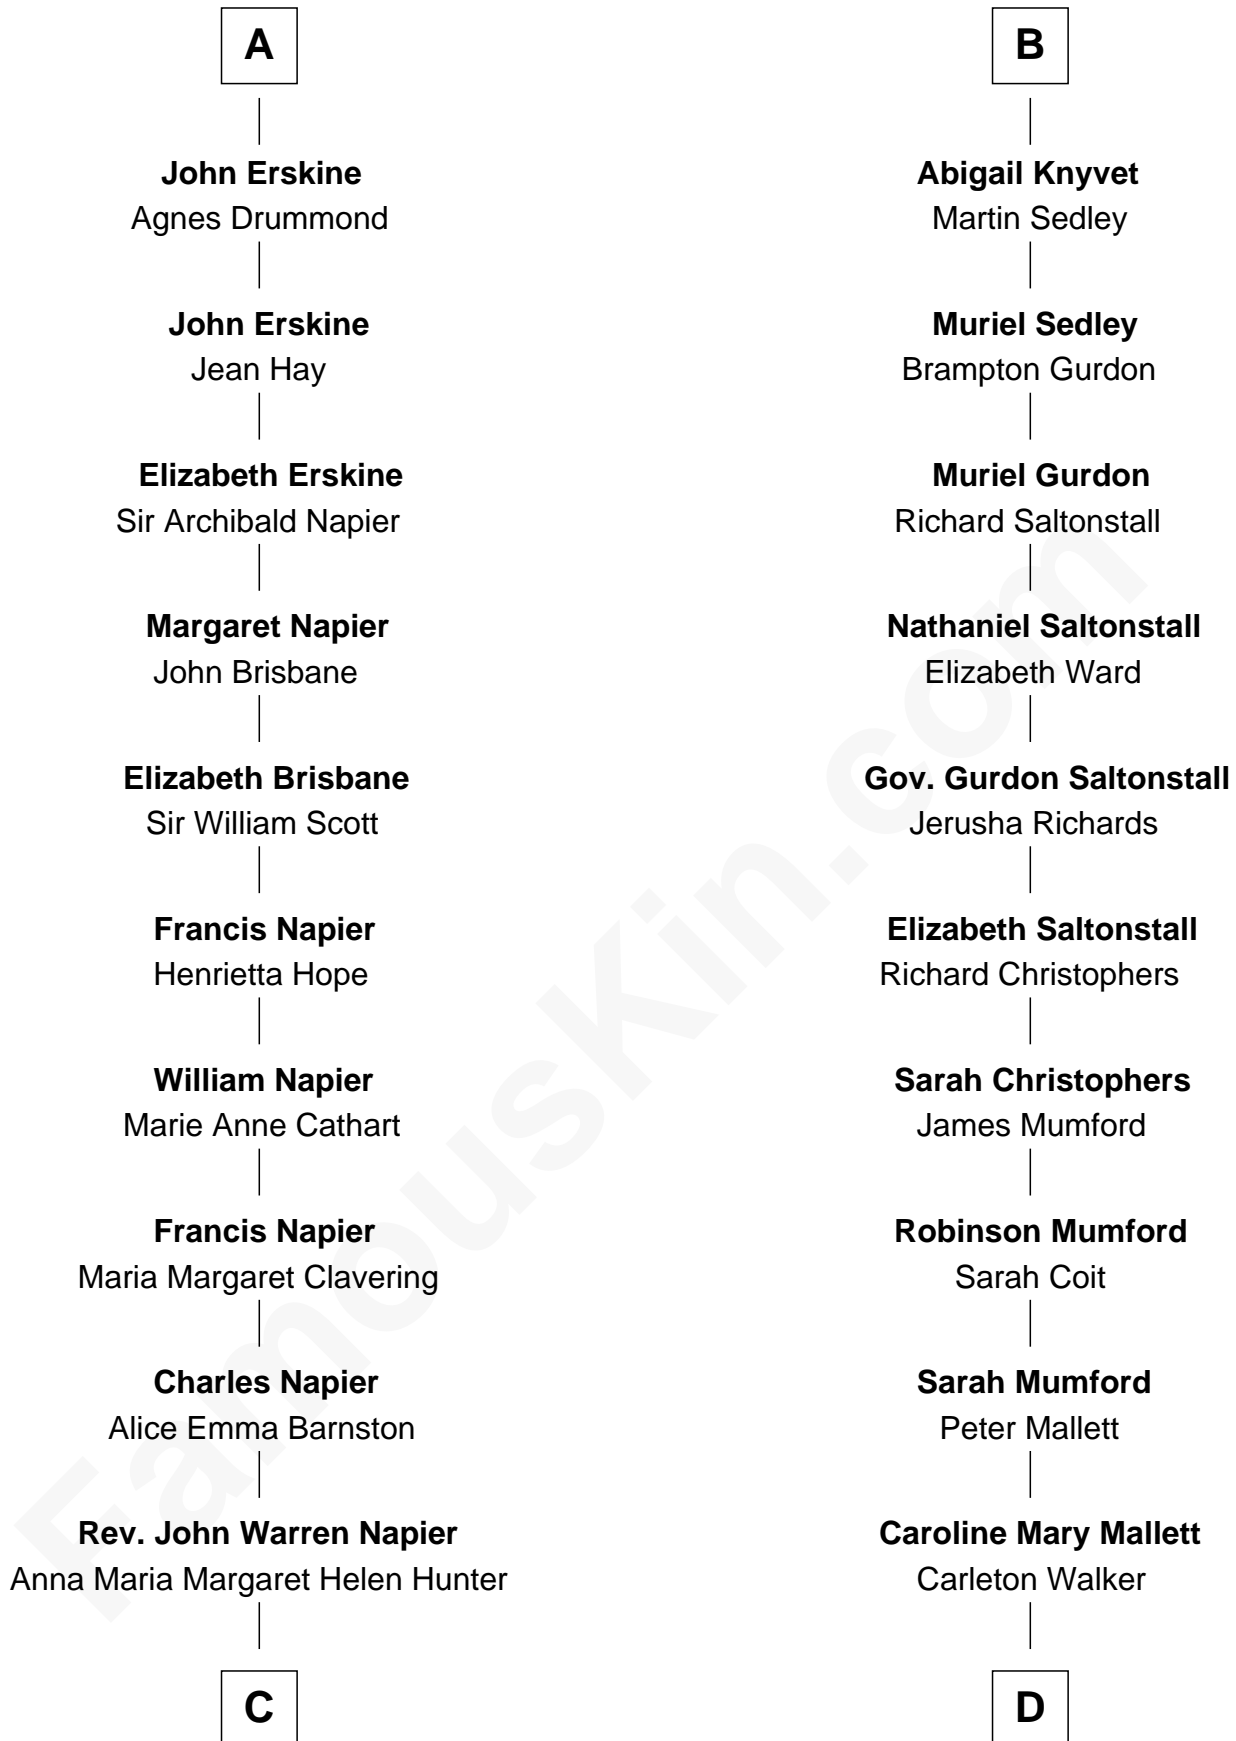 A
John Erskine
Agnes Drummond
John Erskine
Jean Hay
Elizabeth Erskine
Sir Archibald Napier
Margaret Napier
John Brisbane
Elizabeth Brisbane
Sir William Scott
Francis Napier
Henrietta Hope
William Napier
Marie Anne Cathart
Francis Napier
Maria Margaret Clavering
Charles Napier
Alice Emma Barnston
Rev. John Warren Napier
Anna Maria Margaret Helen Hunter
C
B
Abigail Knyvet
Martin Sedley
Muriel Sedley
Brampton Gurdon
Muriel Gurdon
Richard Saltonstall
Nathaniel Saltonstall
Elizabeth Ward
Gov. Gurdon Saltonstall
Jerusha Richards
Elizabeth Saltonstall
Richard Christophers
Sarah Christophers
James Mumford
Robinson Mumford
Sarah Coit
Sarah Mumford
Peter Mallett
Caroline Mary Mallett
Carleton Walker
D
FamousKin.com